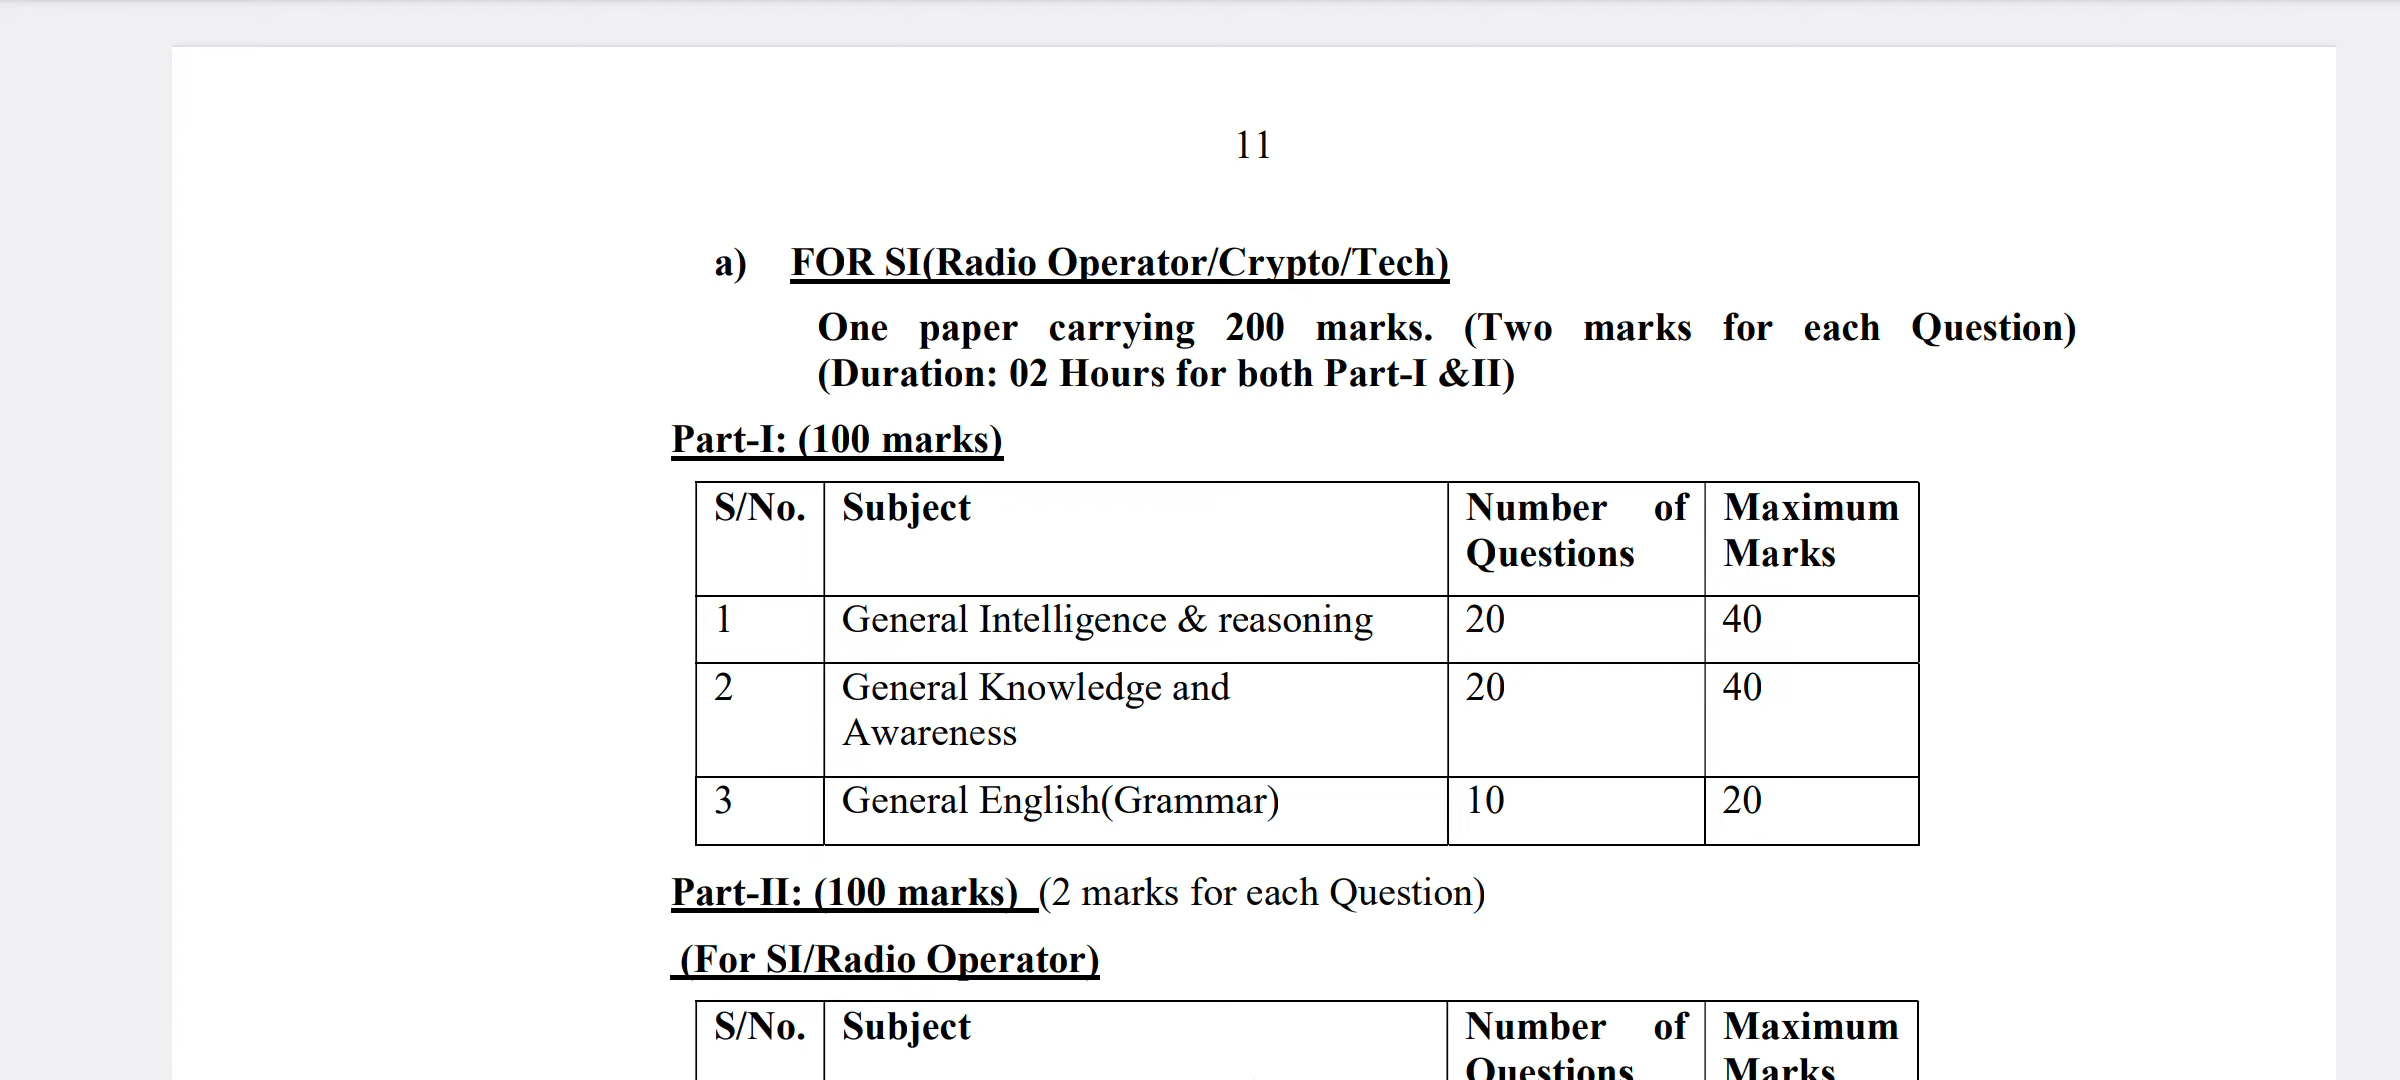 11
a) FOR SI(Radio Operator/Crypto/Tech)
One paper carrying 200 marks. (Two marks for each Question)
(Duration: 02 Hours for both Part-I &II)
Part-I: (100 marks)
S/No. Subject Number of Maximum
Questions Marks
1 General Intelligence & reasoning 20 40
2 General Knowledge and 20 40
Awareness
3 General English(Grammar) 10 20
Part-II: (100 marks) (2 marks for each Question)
(For SI/Radio Operator)
S/No. Subject Number of Maximum
Questions Marks